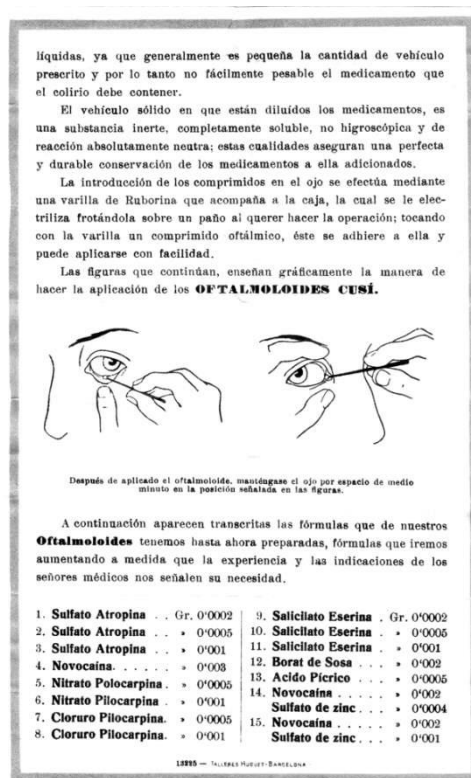 líquidas, ya que generalmente es pequeña la cantidad de vehículo
prescrito y por lo tanto no fácilmente pesable el medicamento que
el colirio debe contener.
El vehículo sólido en que están diluídos los medicamentos, es
una substancia inerte, completamente soluble, no higroscópica y de
reacción absolutamente neutra; estas cualidades aseguran una perfecta
y durable conservación de los medicamentos a ella adicionados.
La introducción de los comprimidos en el ojo se efectúa mediante
una varilla de Ruborina que acompaña a la caja, la cual se le elec-
triliza frotándola sobre un paño al querer hacer la operación; tocando
con la varilla un comprimido oftálmico, éste se adhiere a ella y
puede aplicarse con facilidad.
Las figuras que continúan, enseñan gráficamente la manera de
hacer la aplicación de los OFTALMOLOIDES CUSÍ.
Después de aplicado el oftalmoloide, manténgase el ojo por espacio de medio
minuto en la posición señalada en las figuras.
A continuación aparecen transcritas las fórmulas que de nuestros
Oftalmoloides tenemos hasta ahora preparadas, fórmulas que iremos
aumentando a medida que la experiencia y las indicaciones de los
señores médicos nos señalen su necesidad.
1. Sulfato Atropina . . Gr. 0'0002
2. Sulfato Atropina . . » 0'0005
3. Sulfato Atropina . . » 0'001
4. Novocaína. . . . . . » 0'003
5. Nitrato Polocarpina . » 0'0005
6. Nitrato Pilocarpina . » 0'001
7. Cloruro Pilocarpina. » 0'0005
8. Cloruro Pilocarpina. » 0'001
9. Salicilato Eserina . Gr. 0'0002
10. Salicilato Eserina . » 0'0005
11. Salicilato Eserina . » 0'001
12. Borat de Sosa . . . » 0'002
13. Acido Pícrico . . . » 0'0005
14. Novocaína . . . . . » 0'002
Sulfato de zinc . . . » 0'0004
15. Novocaína . . . . . » 0'002
Sulfato de zinc . . . » 0'001
13225 — Talleres Huguet-Barcelona